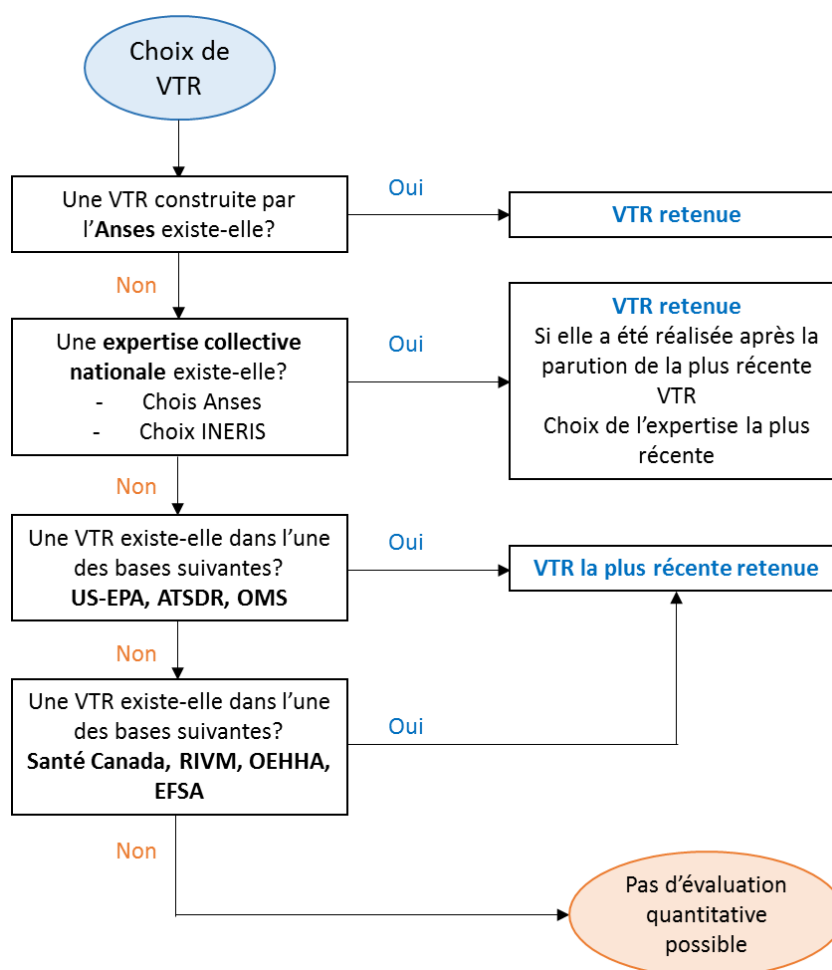 Choix de
VTR
Une VTR construite par
l’Anses existe-elle?
Oui
VTR retenue
Non
Une expertise collective
nationale existe-elle?
- Chois Anses
- Choix INERIS
Oui
VTR retenue
Si elle a été réalisée après la
parution de la plus récente
VTR
Choix de l’expertise la plus
récente
Non
Une VTR existe-elle dans l’une
des bases suivantes?
US-EPA, ATSDR, OMS
Oui
VTR la plus récente retenue
Non
Une VTR existe-elle dans l’une
des bases suivantes?
Santé Canada, RIVM, OEHHA,
EFSA
Oui
Non
Pas d’évaluation
quantitative
possible